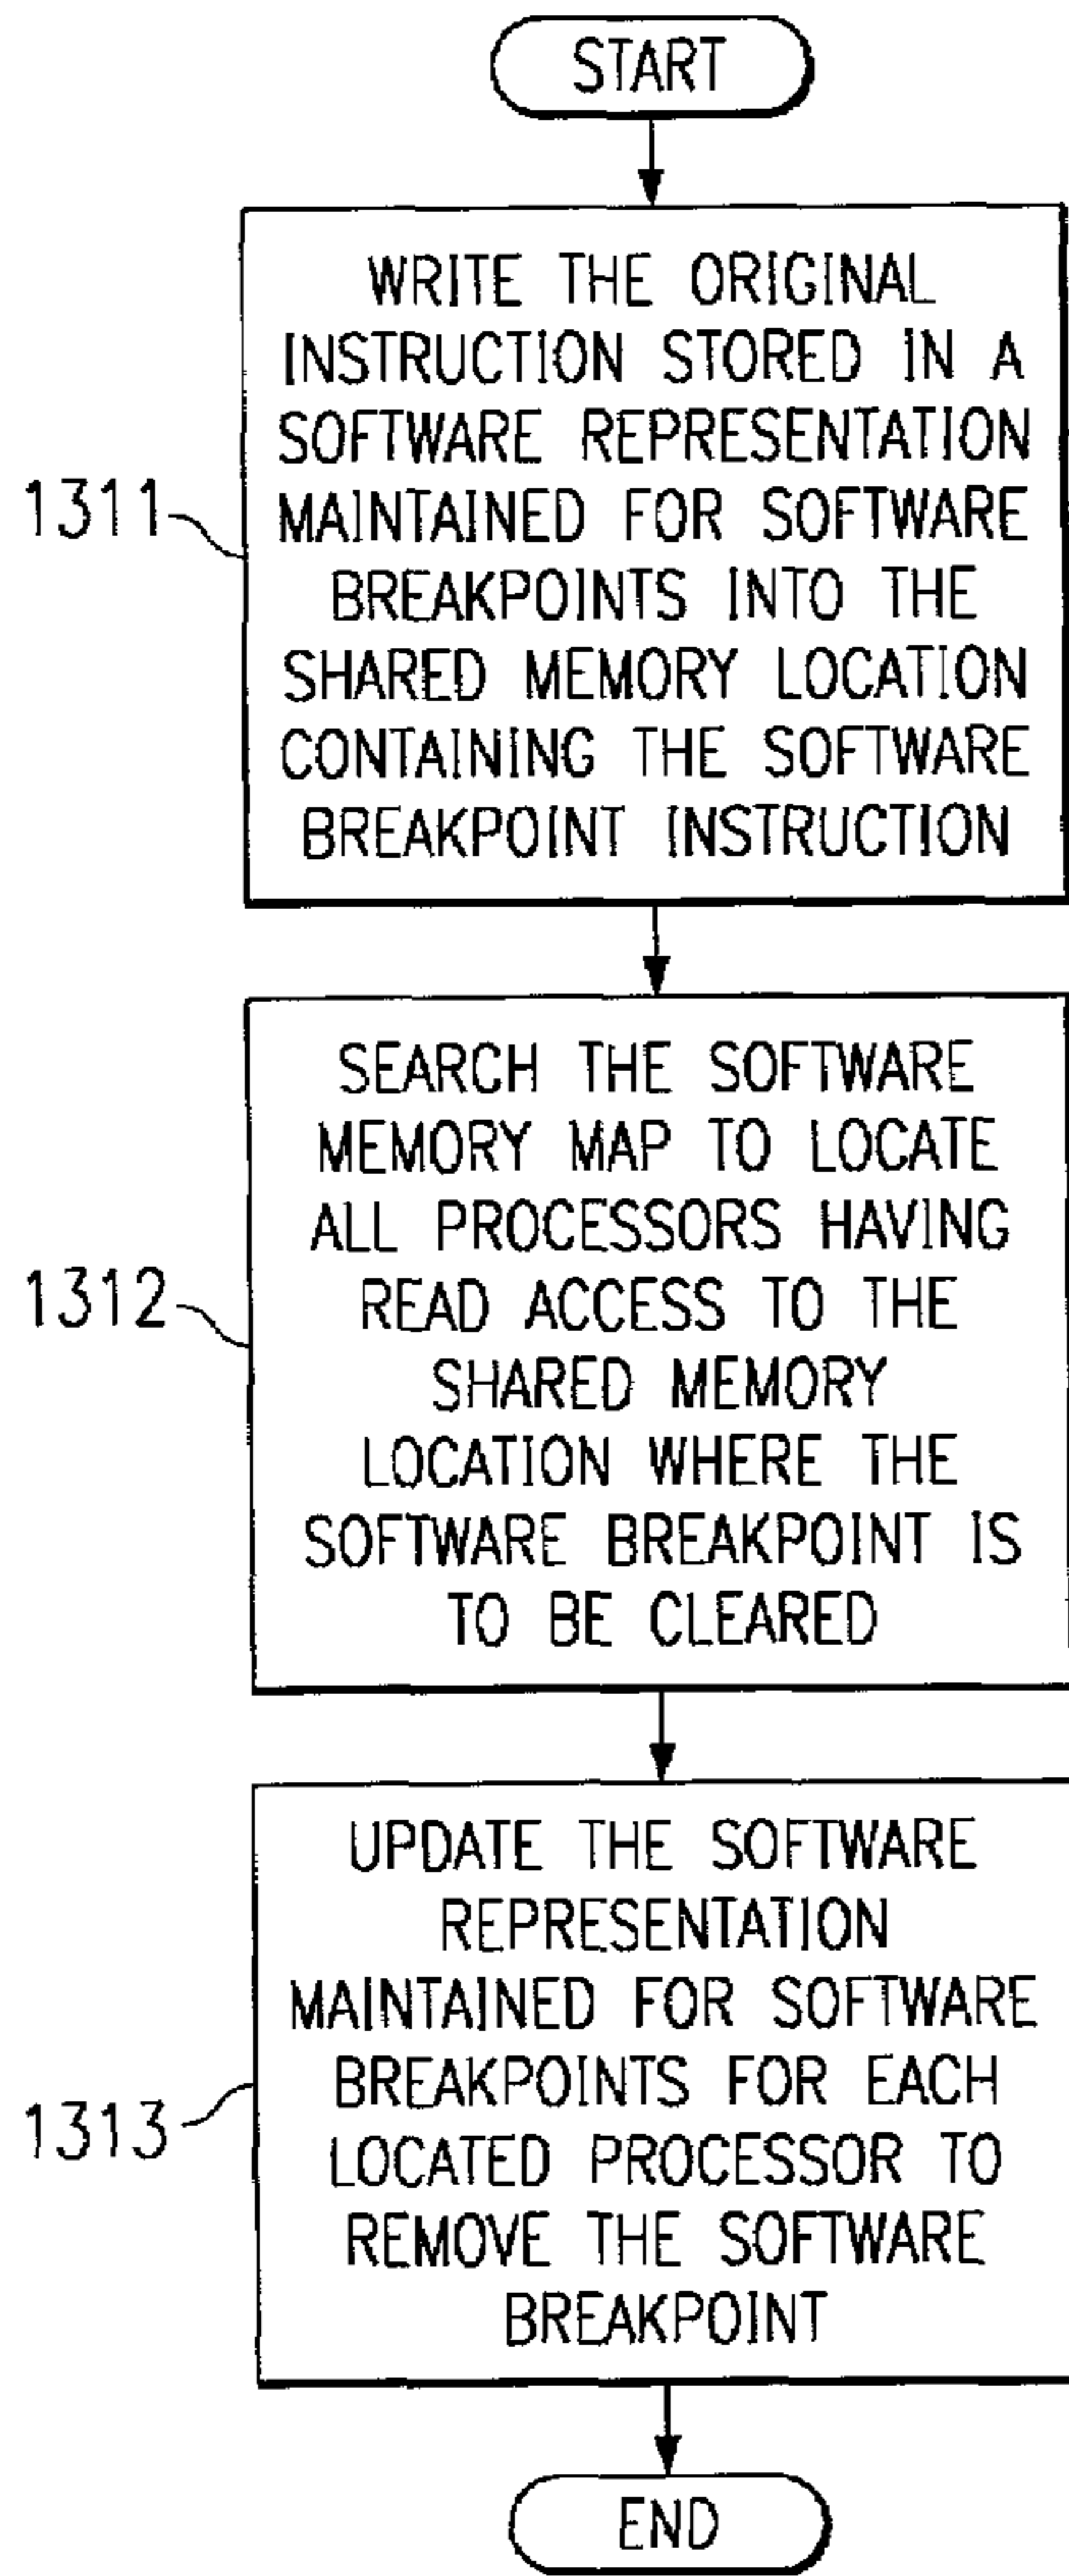 START
WRITE THE ORIGINAL
INSTRUCTION STORED IN A
SOFTWARE REPRESENTATION
MAINTAINED FOR SOFTWARE
BREAKPOINTS INTO THE
SHARED MEMORY LOCATION
CONTAINING THE SOFTWARE
BREAKPOINT INSTRUCTION
1311
SEARCH THE SOFTWARE
MEMORY MAP TO LOCATE
ALL PROCESSORS HAVING
READ ACCESS TO THE
SHARED MEMORY
LOCATION WHERE THE
SOFTWARE BREAKPOINT IS
TO BE CLEARED
1312
UPDATE THE SOFTWARE
REPRESENTATION
MAINTAINED FOR SOFTWARE
BREAKPOINTS FOR EACH
LOCATED PROCESSOR TO
REMOVE THE SOFTWARE
BREAKPOINT
1313
END